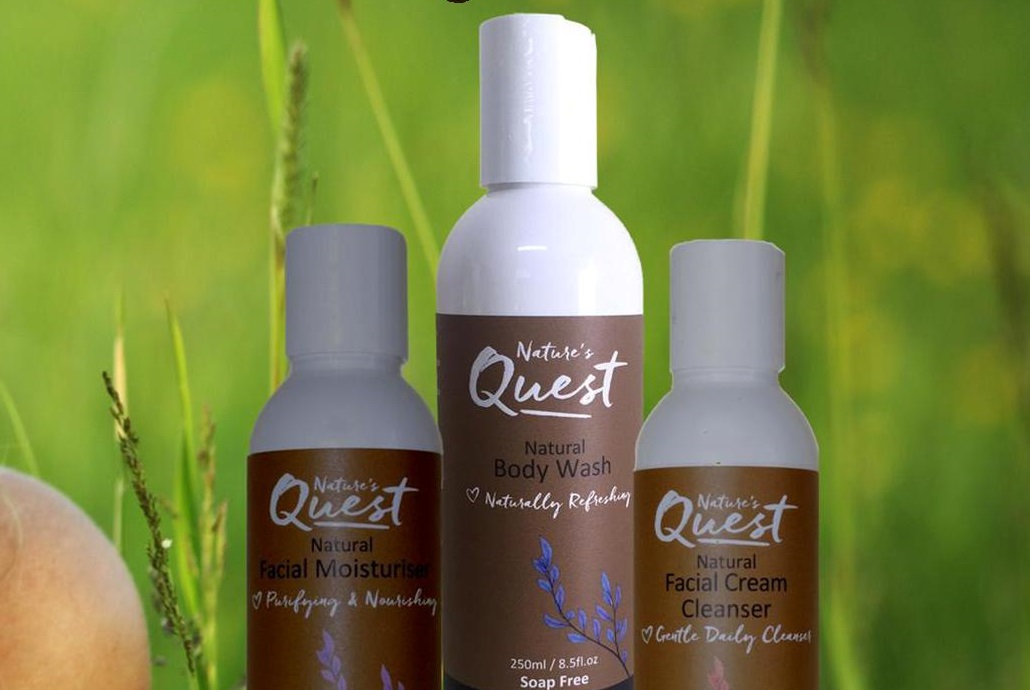 Nature's
Quest
Natural
Facial Moisturiser
Purifying & Nourishing
Nature's
Quest
Natural
Body Wash
Naturally Refreshing
250ml / 8.5fl.oz
Soap Free
Nature's
Quest
Natural
Facial Cream
Cleanser
Gentle Daily Cleanser